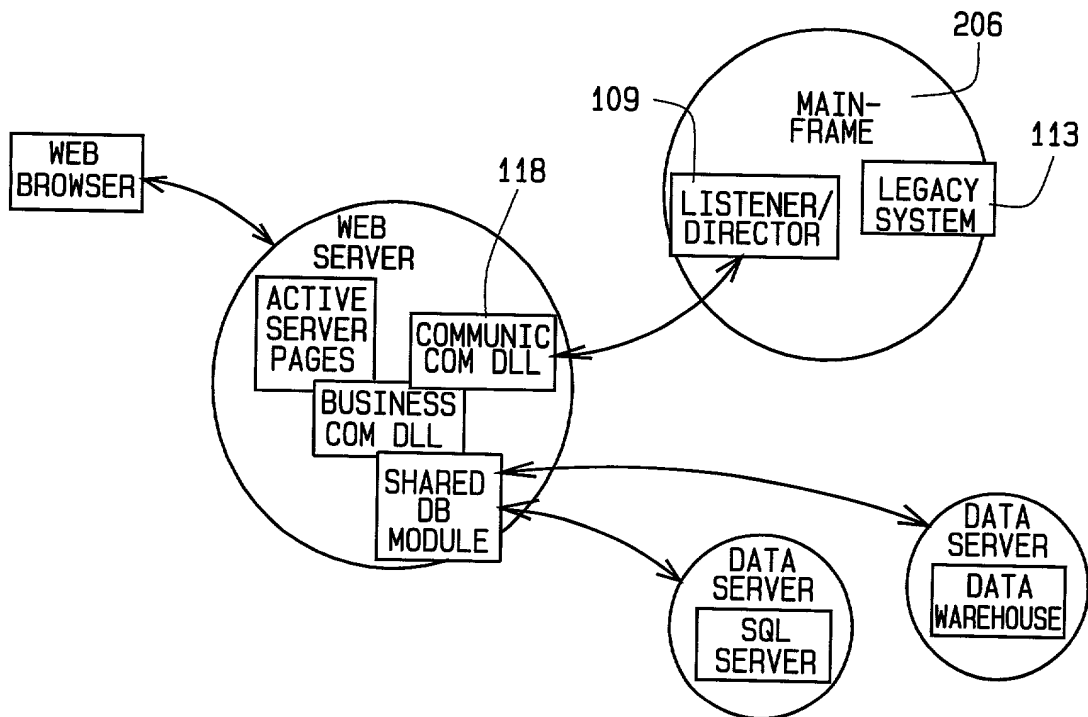 206
109
MAIN-
FRAME
113
WEB
BROWSER
118
LISTENER/
DIRECTOR
LEGACY
SYSTEM
WEB
SERVER
ACTIVE
SERVER
PAGES
COMMUNIC
COM DLL
BUSINESS
COM DLL
SHARED
DB
MODULE
DATA
SERVER
SQL
SERVER
DATA
SERVER
DATA
WAREHOUSE